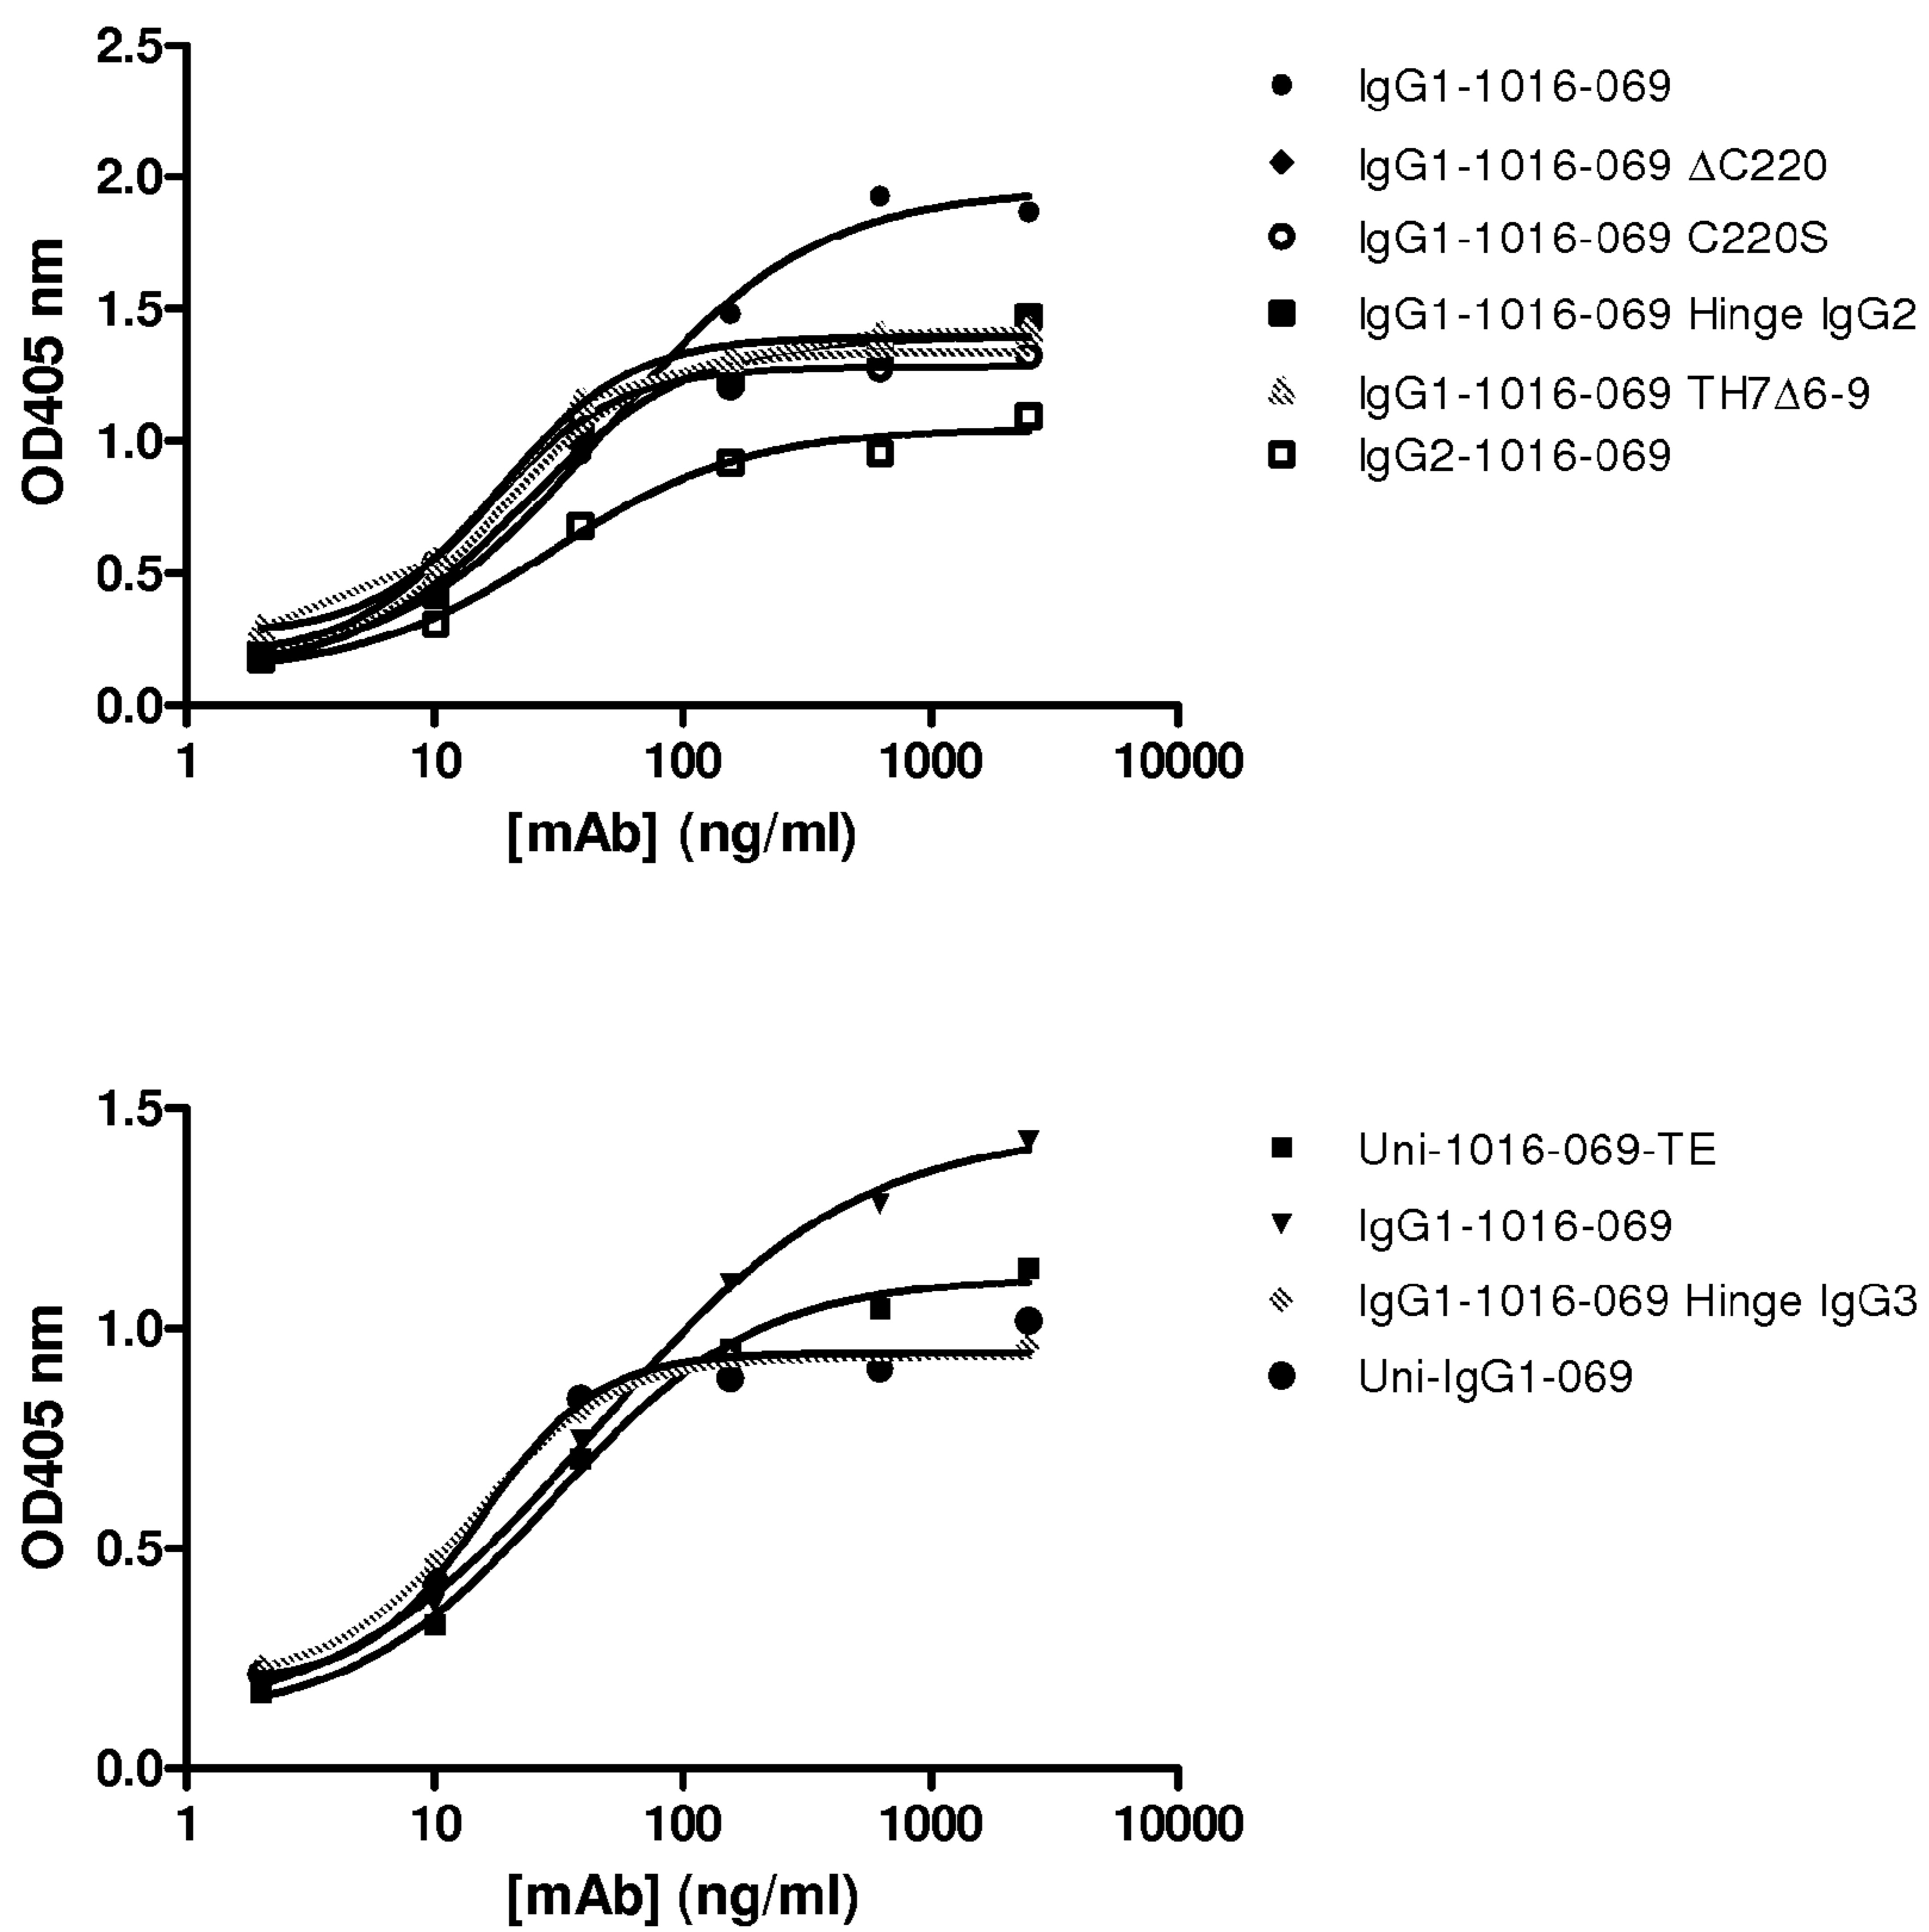 2.5
2.0
1.5
1.0
0.5
0.0
OD405 nm
1 10 100 1000 10000
[mAb] (ng/ml)
IgG1-1016-069
IgG1-1016-069 ΔC220
IgG1-1016-069 C220S
IgG1-1016-069 Hinge IgG2
IgG1-1016-069 TH7Δ6-9
IgG2-1016-069
1.5
1.0
0.5
0.0
OD405 nm
1 10 100 1000 10000
[mAb] (ng/ml)
Uni-1016-069-TE
IgG1-1016-069
IgG1-1016-069 Hinge IgG3
Uni-IgG1-069